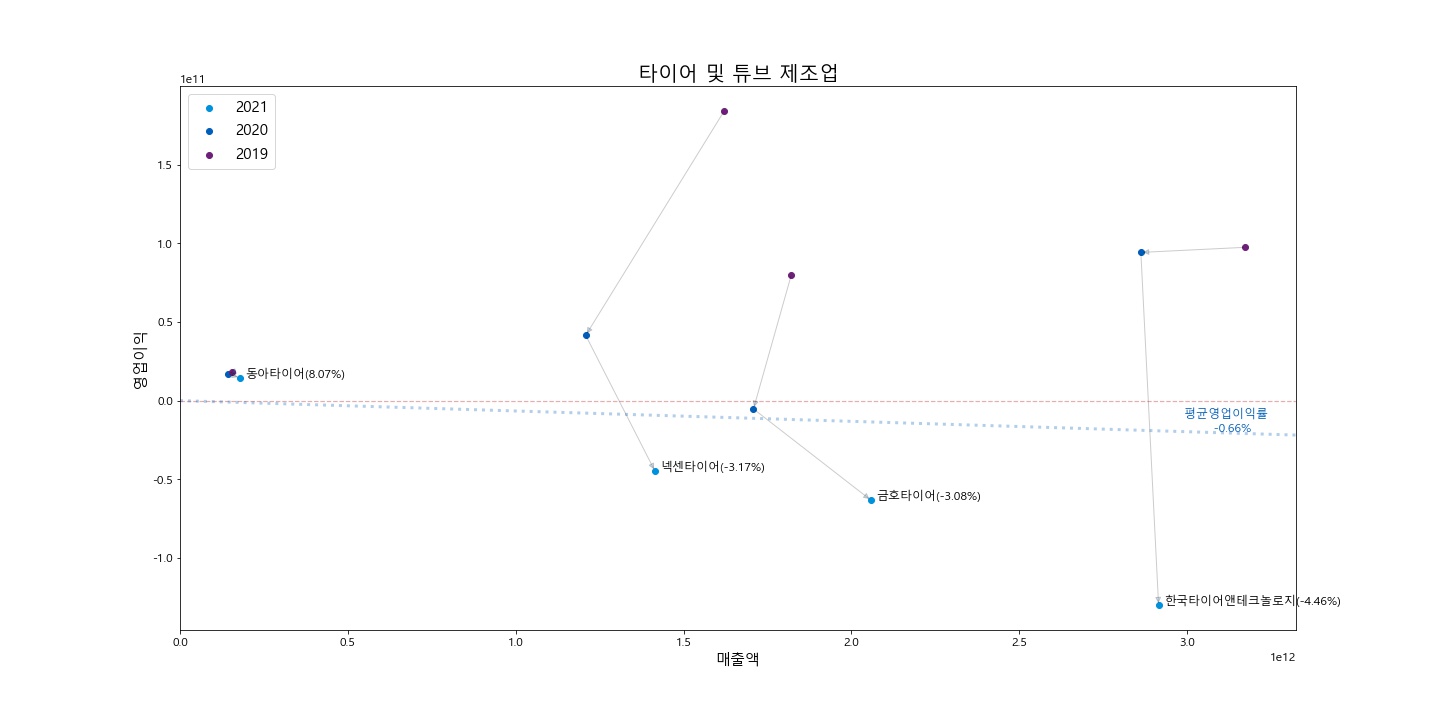 타이어 및 튜브 제조업
1e11
2021
2020
2019
1.5
1.0
0.5
0.0
-0.5
-1.0
영업이익
동아타이어(8.07%)
평균영업이익률
-0.66%
넥센타이어(-3.17%)
금호타이어(-3.08%)
한국타이어앤테크놀로지(-4.46%)
0.0 0.5 1.0 1.5 2.0 2.5 3.0
매출액
1e12